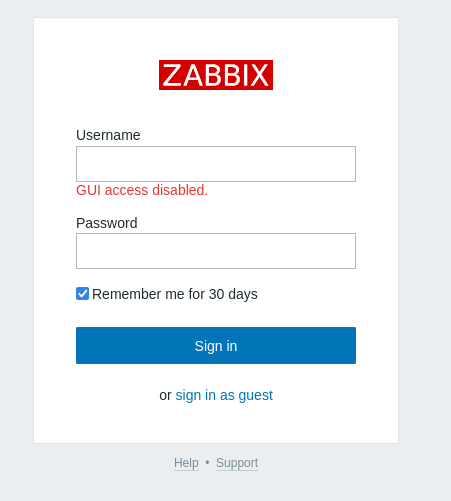 ZABBIX
Username
GUI access disabled.
Password
Remember me for 30 days
Sign in
or sign in as guest
Help • Support